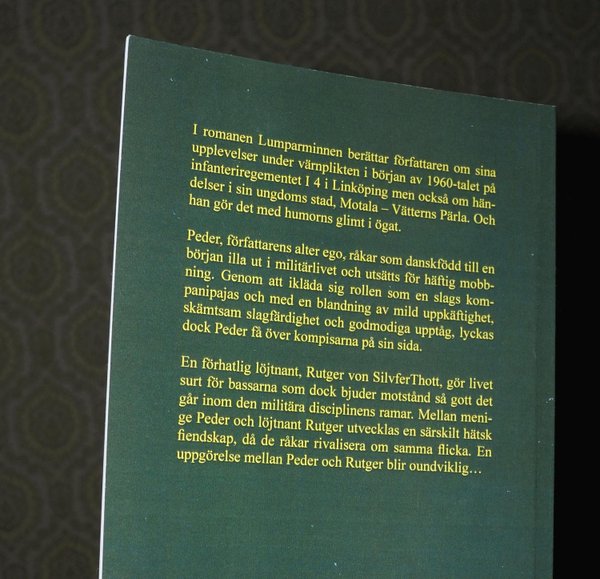 I romanen Lumparminnen berättar författaren om sina
upplevelser under värnplikten i början av 1960-talet på
infanteriregementet I 4 i Linköping men också om hän-
delser i sin ungdoms stad, Motala – Vätterns Pärla. Och
han gör det med humorns glimt i ögat.
Peder, författarens alter ego, råkar som danskfödd till en
början illa ut i militärlivet och utsätts för häftig mobb-
ning. Genom att ikläda sig rollen som en slags kom-
panipajas och med en blandning av mild uppkäftighet,
skämtsam slagfärdighet och godmodiga upptåg, lyckas
dock Peder få över kompisarna på sin sida.
En förhatlig löjtnant, Rutger von SilvferThott, gör livet
surt för bassarna som dock bjuder motstånd så gott det
går inom den militära disciplinens ramar. Mellan meni-
ge Peder och löjtnant Rutger utvecklas en särskilt hätsk
fiendskap, då de råkar rivalisera om samma flicka. En
uppgörelse mellan Peder och Rutger blir oundviklig…